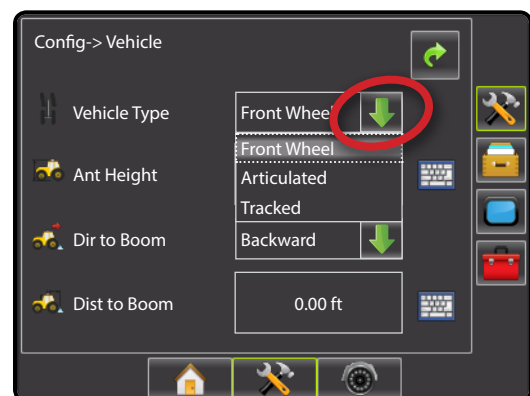 Config-> Vehicle
Vehicle Type
Front Wheel
Front Wheel
Articulated
Tracked
Ant Height
Dir to Boom
Backward
Dist to Boom
0.00 ft